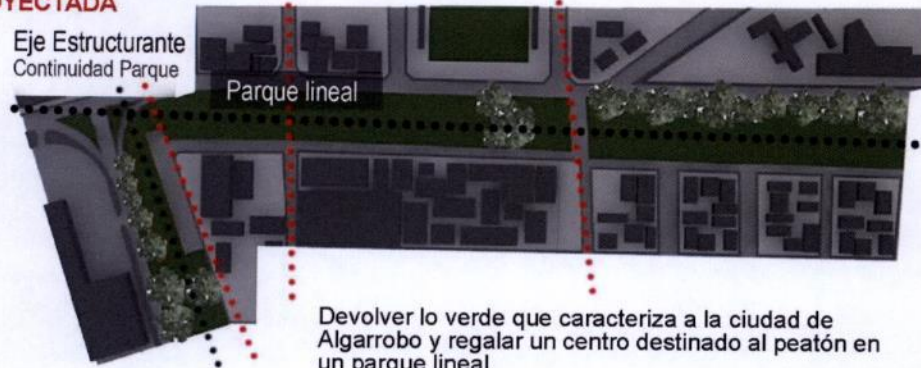 YECTADA
Eje Estructurante
Continuidad Parque
Parque lineal
Devolver lo verde que caracteriza a la ciudad de
Algarrobo y regalar un centro destinado al peatón en
un parque lineal